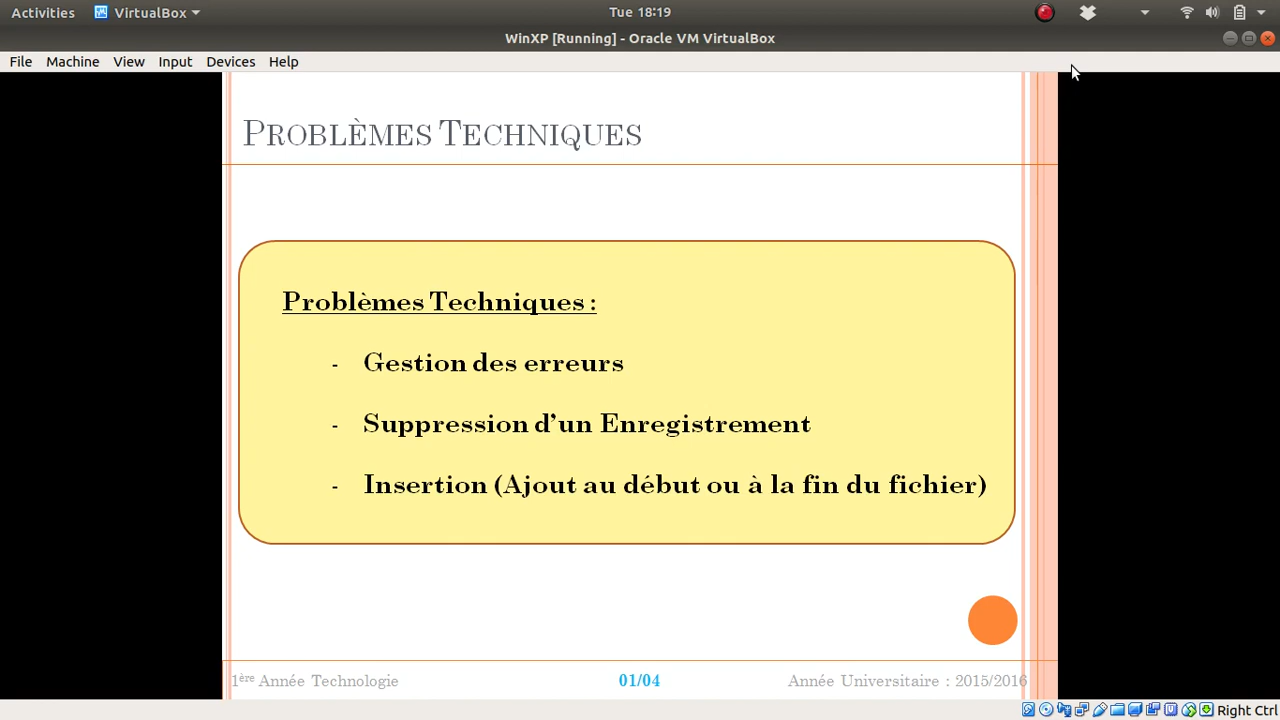 Activities VirtualBox Tue 18:19
WinXP [Running] - Oracle VM VirtualBox
File Machine View Input Devices Help
Problèmes Techniques
Problèmes Techniques :
- Gestion des erreurs
- Suppression d’un Enregistrement
- Insertion (Ajout au début ou à la fin du fichier)
1ère Année Technologie 01/04 Année Universitaire : 2015/2016
Right Ctrl